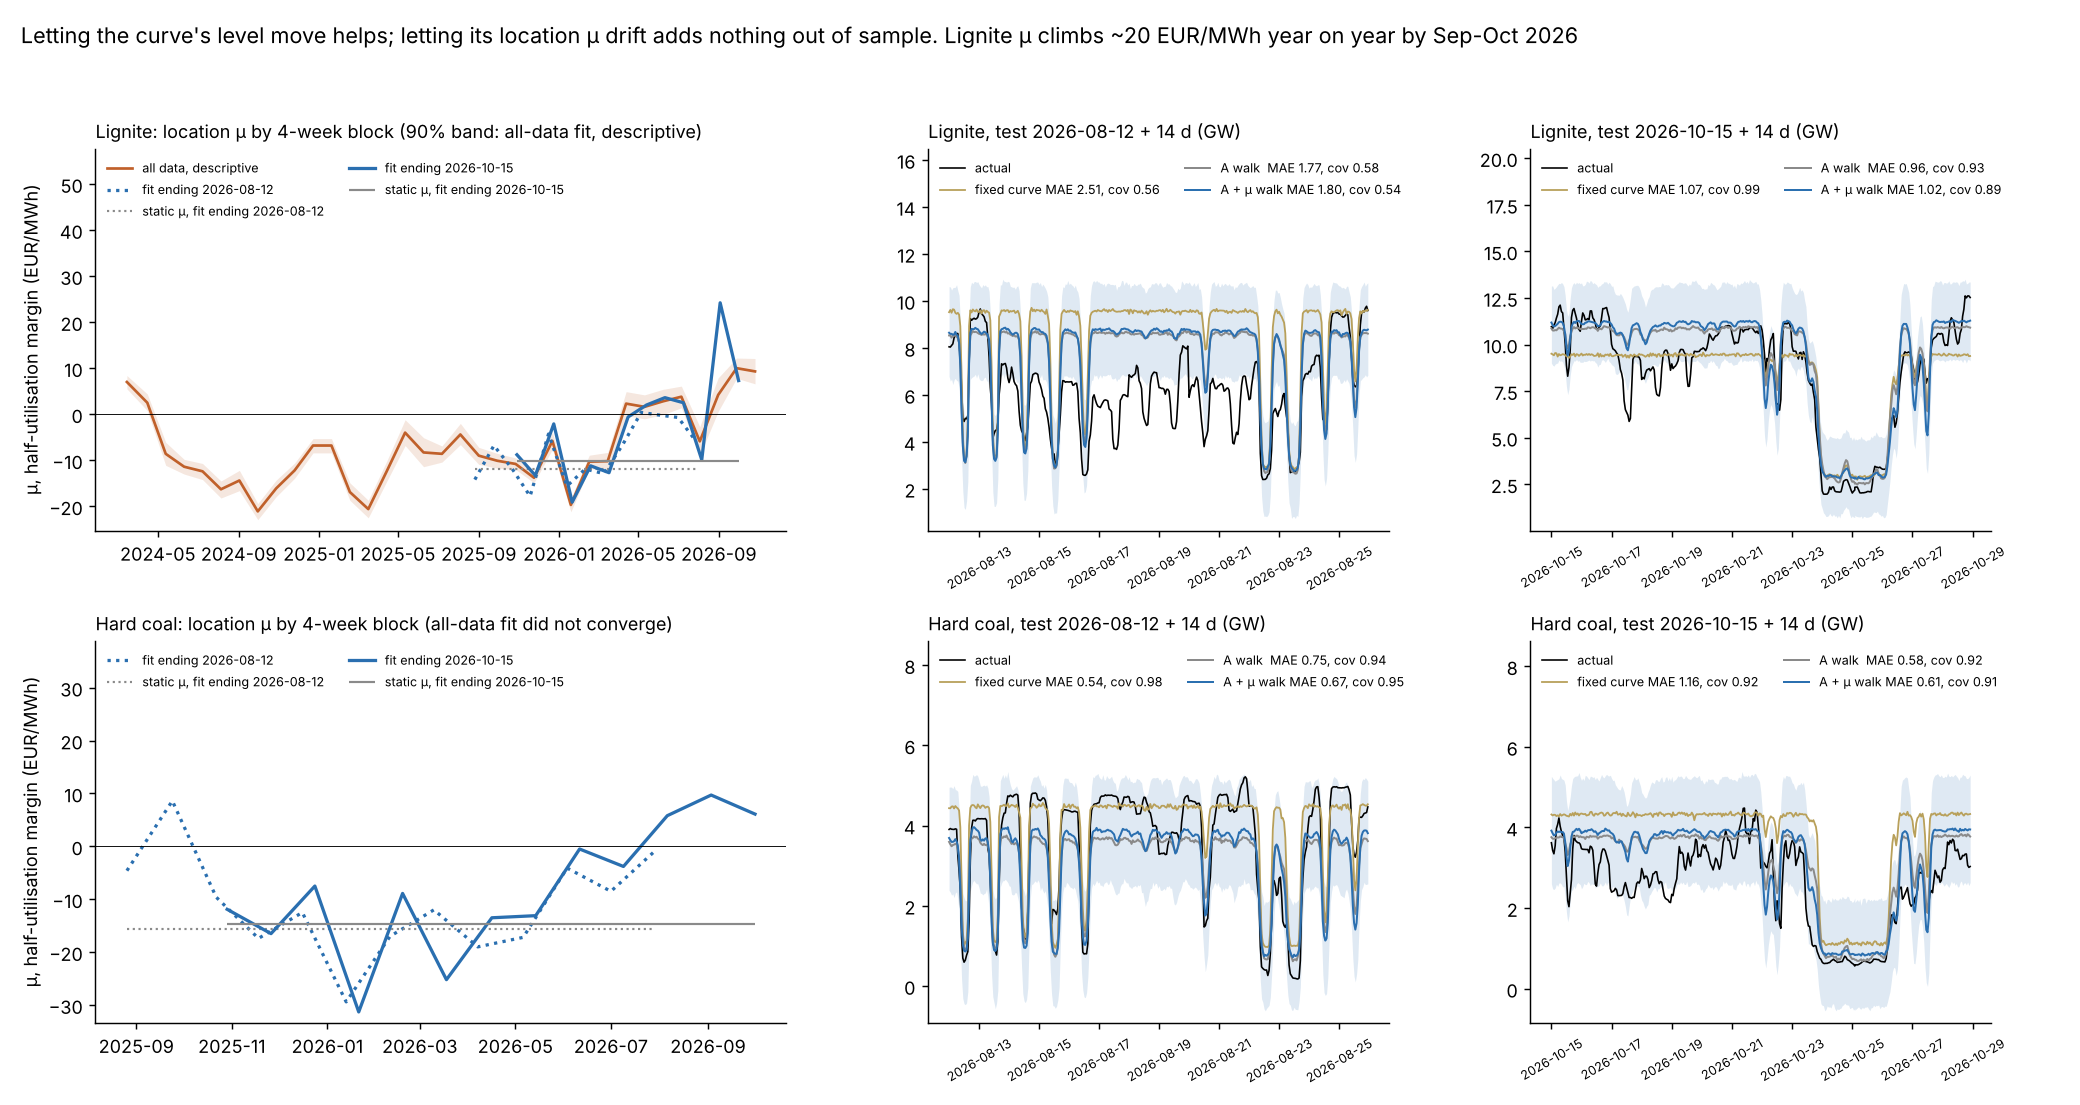 Letting the curve's level move helps; letting its location µ drift adds nothing out of sample. Lignite µ climbs ~20 EUR/MWh year on year by Sep-Oct 2026
Lignite: location µ by 4-week block (90% band: all-data fit, descriptive)
µ, half-utilisation margin (EUR/MWh)
all data, descriptive
fit ending 2026-08-12
static µ, fit ending 2026-08-12
fit ending 2026-10-15
static µ, fit ending 2026-10-15
50
40
30
20
10
0
−10
−20
2024-05 2024-09 2025-01 2025-05 2025-09 2026-01 2026-05 2026-09
Lignite, test 2026-08-12 + 14 d (GW)
actual
fixed curve MAE 2.51, cov 0.56
A walk  MAE 1.77, cov 0.58
A + µ walk MAE 1.80, cov 0.54
16
14
12
10
8
6
4
2
2026-08-13 2026-08-15 2026-08-17 2026-08-19 2026-08-21 2026-08-23 2026-08-25
Lignite, test 2026-10-15 + 14 d (GW)
actual
fixed curve MAE 1.07, cov 0.99
A walk  MAE 0.96, cov 0.93
A + µ walk MAE 1.02, cov 0.89
20.0
17.5
15.0
12.5
10.0
7.5
5.0
2.5
2026-10-15 2026-10-17 2026-10-19 2026-10-21 2026-10-23 2026-10-25 2026-10-27 2026-10-29
Hard coal: location µ by 4-week block (all-data fit did not converge)
µ, half-utilisation margin (EUR/MWh)
fit ending 2026-08-12
static µ, fit ending 2026-08-12
fit ending 2026-10-15
static µ, fit ending 2026-10-15
30
20
10
0
−10
−20
−30
2025-09 2025-11 2026-01 2026-03 2026-05 2026-07 2026-09
Hard coal, test 2026-08-12 + 14 d (GW)
actual
fixed curve MAE 0.54, cov 0.98
A walk  MAE 0.75, cov 0.94
A + µ walk MAE 0.67, cov 0.95
8
6
4
2
0
2026-08-13 2026-08-15 2026-08-17 2026-08-19 2026-08-21 2026-08-23 2026-08-25
Hard coal, test 2026-10-15 + 14 d (GW)
actual
fixed curve MAE 1.16, cov 0.92
A walk  MAE 0.58, cov 0.92
A + µ walk MAE 0.61, cov 0.91
8
6
4
2
0
2026-10-15 2026-10-17 2026-10-19 2026-10-21 2026-10-23 2026-10-25 2026-10-27 2026-10-29